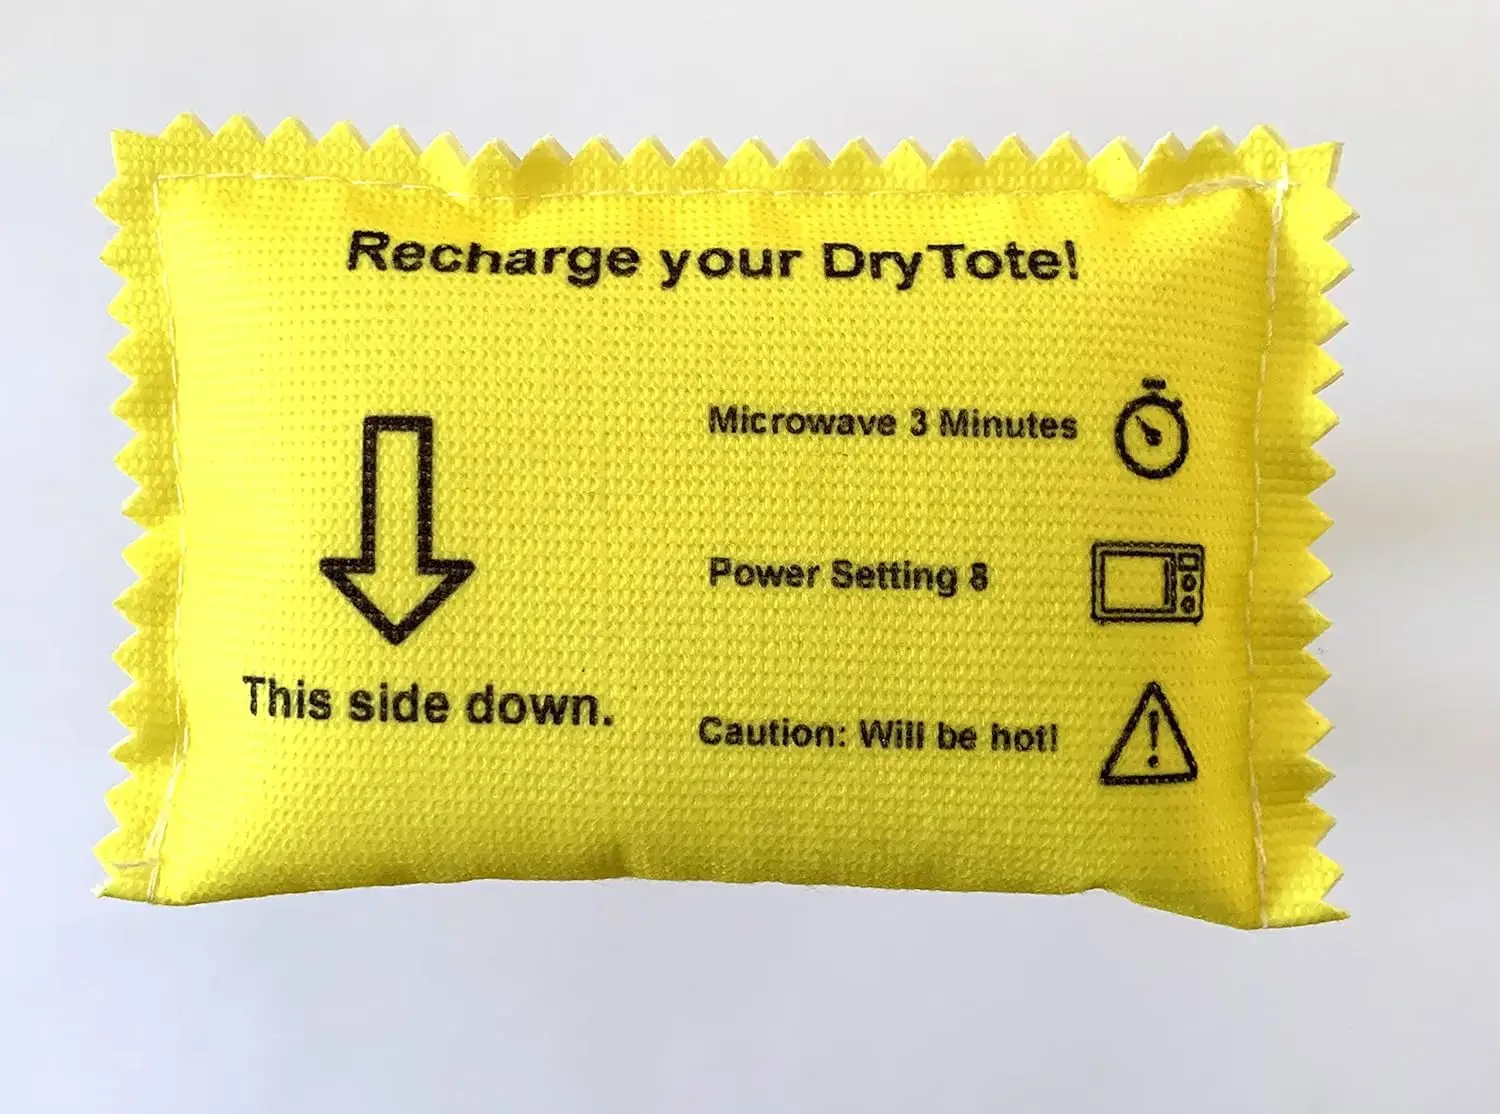 Recharge your DryTote!
Microwave 3 Minutes
Power Setting 8
This side down.
Caution: Will be hot!